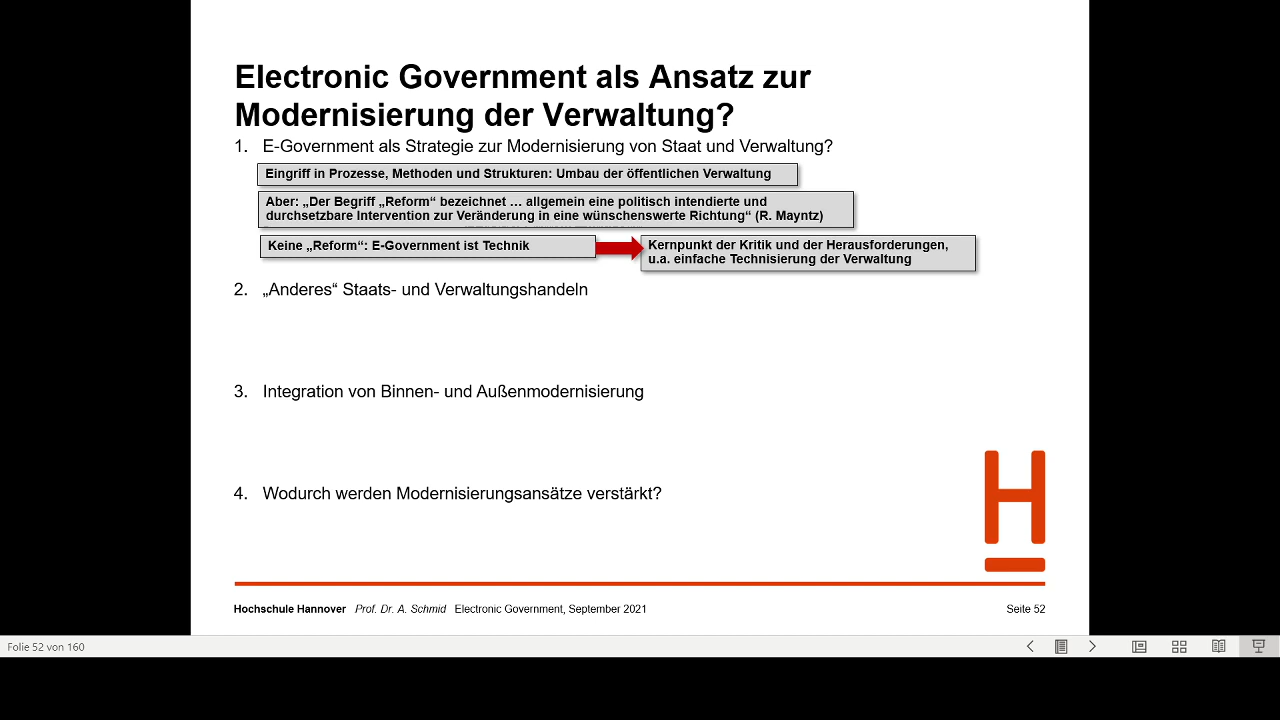 Electronic Government als Ansatz zur
Modernisierung der Verwaltung?
1. E-Government als Strategie zur Modernisierung von Staat und Verwaltung?
Eingriff in Prozesse, Methoden und Strukturen: Umbau der öffentlichen Verwaltung
Aber: „Der Begriff „Reform“ bezeichnet … allgemein eine politisch intendierte und
durchsetzbare Intervention zur Veränderung in eine wünschenswerte Richtung“ (R. Mayntz)
Keine „Reform“: E-Government ist Technik
Kernpunkt der Kritik und der Herausforderungen,
u.a. einfache Technisierung der Verwaltung
2. „Anderes“ Staats- und Verwaltungshandeln
3. Integration von Binnen- und Außenmodernisierung
4. Wodurch werden Modernisierungsansätze verstärkt?
H
Hochschule Hannover Prof. Dr. A. Schmid Electronic Government, September 2021 Seite 52
Folie 52 von 160